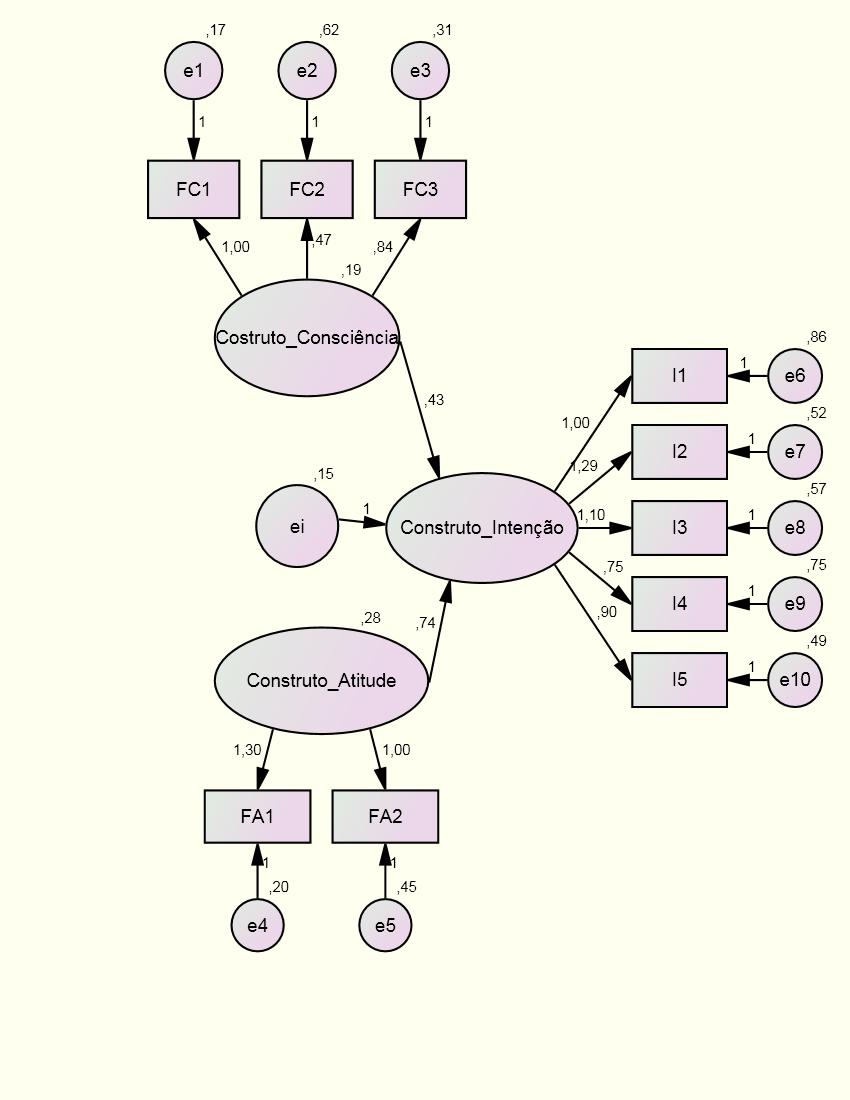 ,17 ,62 ,31
e1 e2 e3
1 1 1
FC1 FC2 FC3
1,00 ,47 ,84
,19
Costruto_Consciência
,86
1
I1 e6
,43
,52
1,00
1
I2 e7
1,29
,15
,57
1
ei
Construto_Intenção
1,10
1
I3 e8
,75
,75
1
I4 e9
,90
,28
,74
,49
1
I5 e10
Construto_Atitude
1,30 1,00
FA1 FA2
1 1
,20 ,45
e4 e5